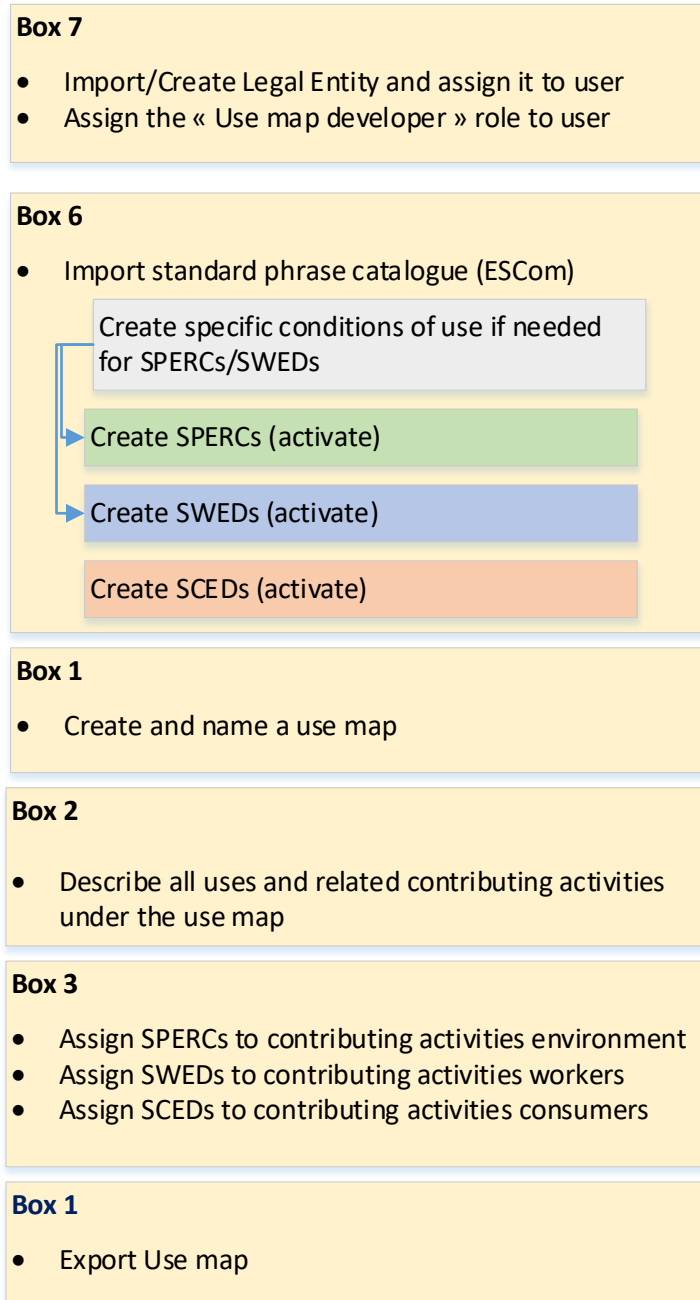 Box 7
• Import/Create Legal Entity and assign it to user
• Assign the « Use map developer » role to user
Box 6
• Import standard phrase catalogue (ESCom)
Create specific conditions of use if needed
for SPERCs/SWEDs
Create SPERCs (activate)
Create SWEDs (activate)
Create SCEDs (activate)
Box 1
• Create and name a use map
Box 2
• Describe all uses and related contributing activities
under the use map
Box 3
• Assign SPERCs to contributing activities environment
• Assign SWEDs to contributing activities workers
• Assign SCEDs to contributing activities consumers
Box 1
• Export Use map